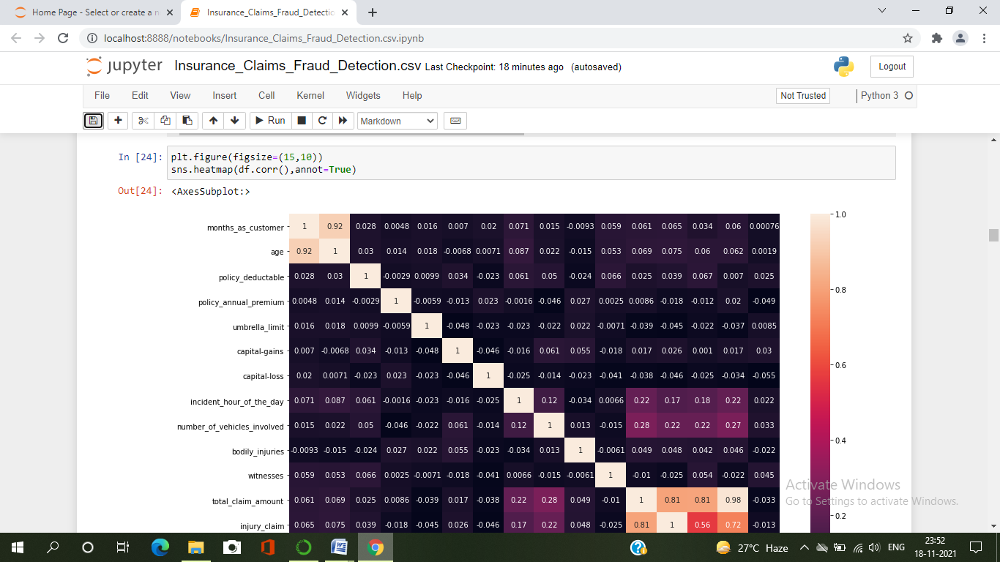 Home Page - Select or create a n
Insurance_Claims_Fraud_Detectio
localhost:8888/notebooks/Insurance_Claims_Fraud_Detection.csv.ipynb
jupyter Insurance_Claims_Fraud_Detection.csv Last Checkpoint: 18 minutes ago (autosaved)
Logout
File Edit View Insert Cell Kernel Widgets Help
Not Trusted
Python 3
Run
Markdown
In [24]: plt.figure(figsize=(15,10))
sns.heatmap(df.corr(),annot=True)
Out[24]: <AxesSubplot:>
months_as_customer 1 0.92 0.028 0.0048 0.016 0.007 0.02 0.071 0.015 -0.0093 0.059 0.061 0.065 0.034 0.06 0.00076
age 0.92 1 0.03 0.014 0.018 -0.0068 0.0071 0.087 0.022 -0.015 0.053 0.069 0.075 0.06 0.062 0.0019
policy_deductable 0.028 0.03 1 -0.0029 0.0099 0.034 -0.023 0.061 0.05 -0.024 0.066 0.025 0.039 0.067 0.007 0.025
policy_annual_premium 0.0048 0.014 -0.0029 1 -0.0059 -0.013 0.023 -0.0016 -0.046 0.027 0.0025 0.0086 -0.018 -0.012 0.02 -0.049
umbrella_limit 0.016 0.018 0.0099 -0.0059 1 -0.048 -0.023 -0.023 -0.022 0.022 -0.0071 -0.039 -0.045 -0.022 -0.037 0.0085
capital-gains 0.007 -0.0068 0.034 -0.013 -0.048 1 -0.046 -0.016 0.061 0.055 -0.018 0.017 0.026 0.001 0.017 0.03
capital-loss 0.02 0.0071 -0.023 0.023 -0.023 -0.046 1 -0.025 -0.014 -0.023 -0.041 -0.038 -0.046 -0.025 -0.034 -0.055
incident_hour_of_the_day 0.071 0.087 0.061 -0.0016 -0.023 -0.016 -0.025 1 0.12 -0.034 0.0066 0.22 0.17 0.18 0.22 0.022
number_of_vehicles_involved 0.015 0.022 0.05 -0.046 -0.022 0.061 -0.014 0.12 1 0.013 -0.015 0.28 0.22 0.22 0.27 0.033
bodily_injuries -0.0093 -0.015 -0.024 0.027 0.022 0.055 -0.023 -0.034 0.013 1 -0.0061 0.049 0.048 0.042 0.046 -0.022
witnesses 0.059 0.053 0.066 0.0025 -0.0071 -0.018 -0.041 0.0066 -0.015 -0.0061 1 -0.01 -0.025 0.054 -0.022 0.045
total_claim_amount 0.061 0.069 0.025 0.0086 -0.039 0.017 -0.038 0.22 0.28 0.049 -0.01 1 0.81 0.81 0.98 -0.033
injury_claim 0.065 0.075 0.039 -0.018 -0.045 0.026 -0.046 0.17 0.22 0.048 -0.025 0.81 1 0.56 0.72 -0.013
1.0
0.8
0.6
0.4
0.2
Activate Windows
Go to Settings to activate Windows.
27°C Haze
ENG
23:52
18-11-2021